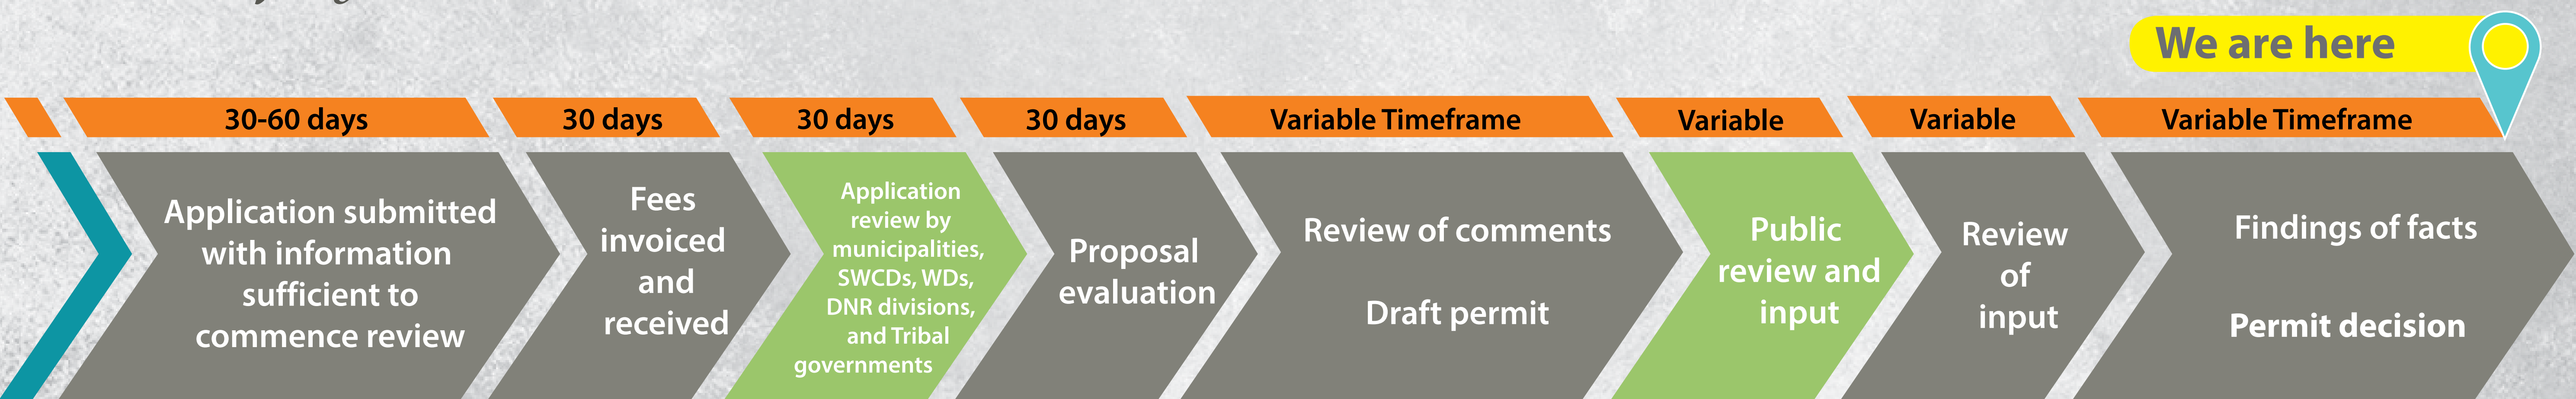 We are here
30-60 days
30 days
30 days
30 days
Variable Timeframe
Variable
Variable
Variable Timeframe
Application submitted
with information
sufficient to
commence review
Fees
invoiced
and
received
Application
review by
municipalities,
SWCDs, WDs,
DNR divisions,
and Tribal
governments
Proposal
evaluation
Review of comments
Draft permit
Public
review and
input
Review
of
input
Findings of facts
Permit decision